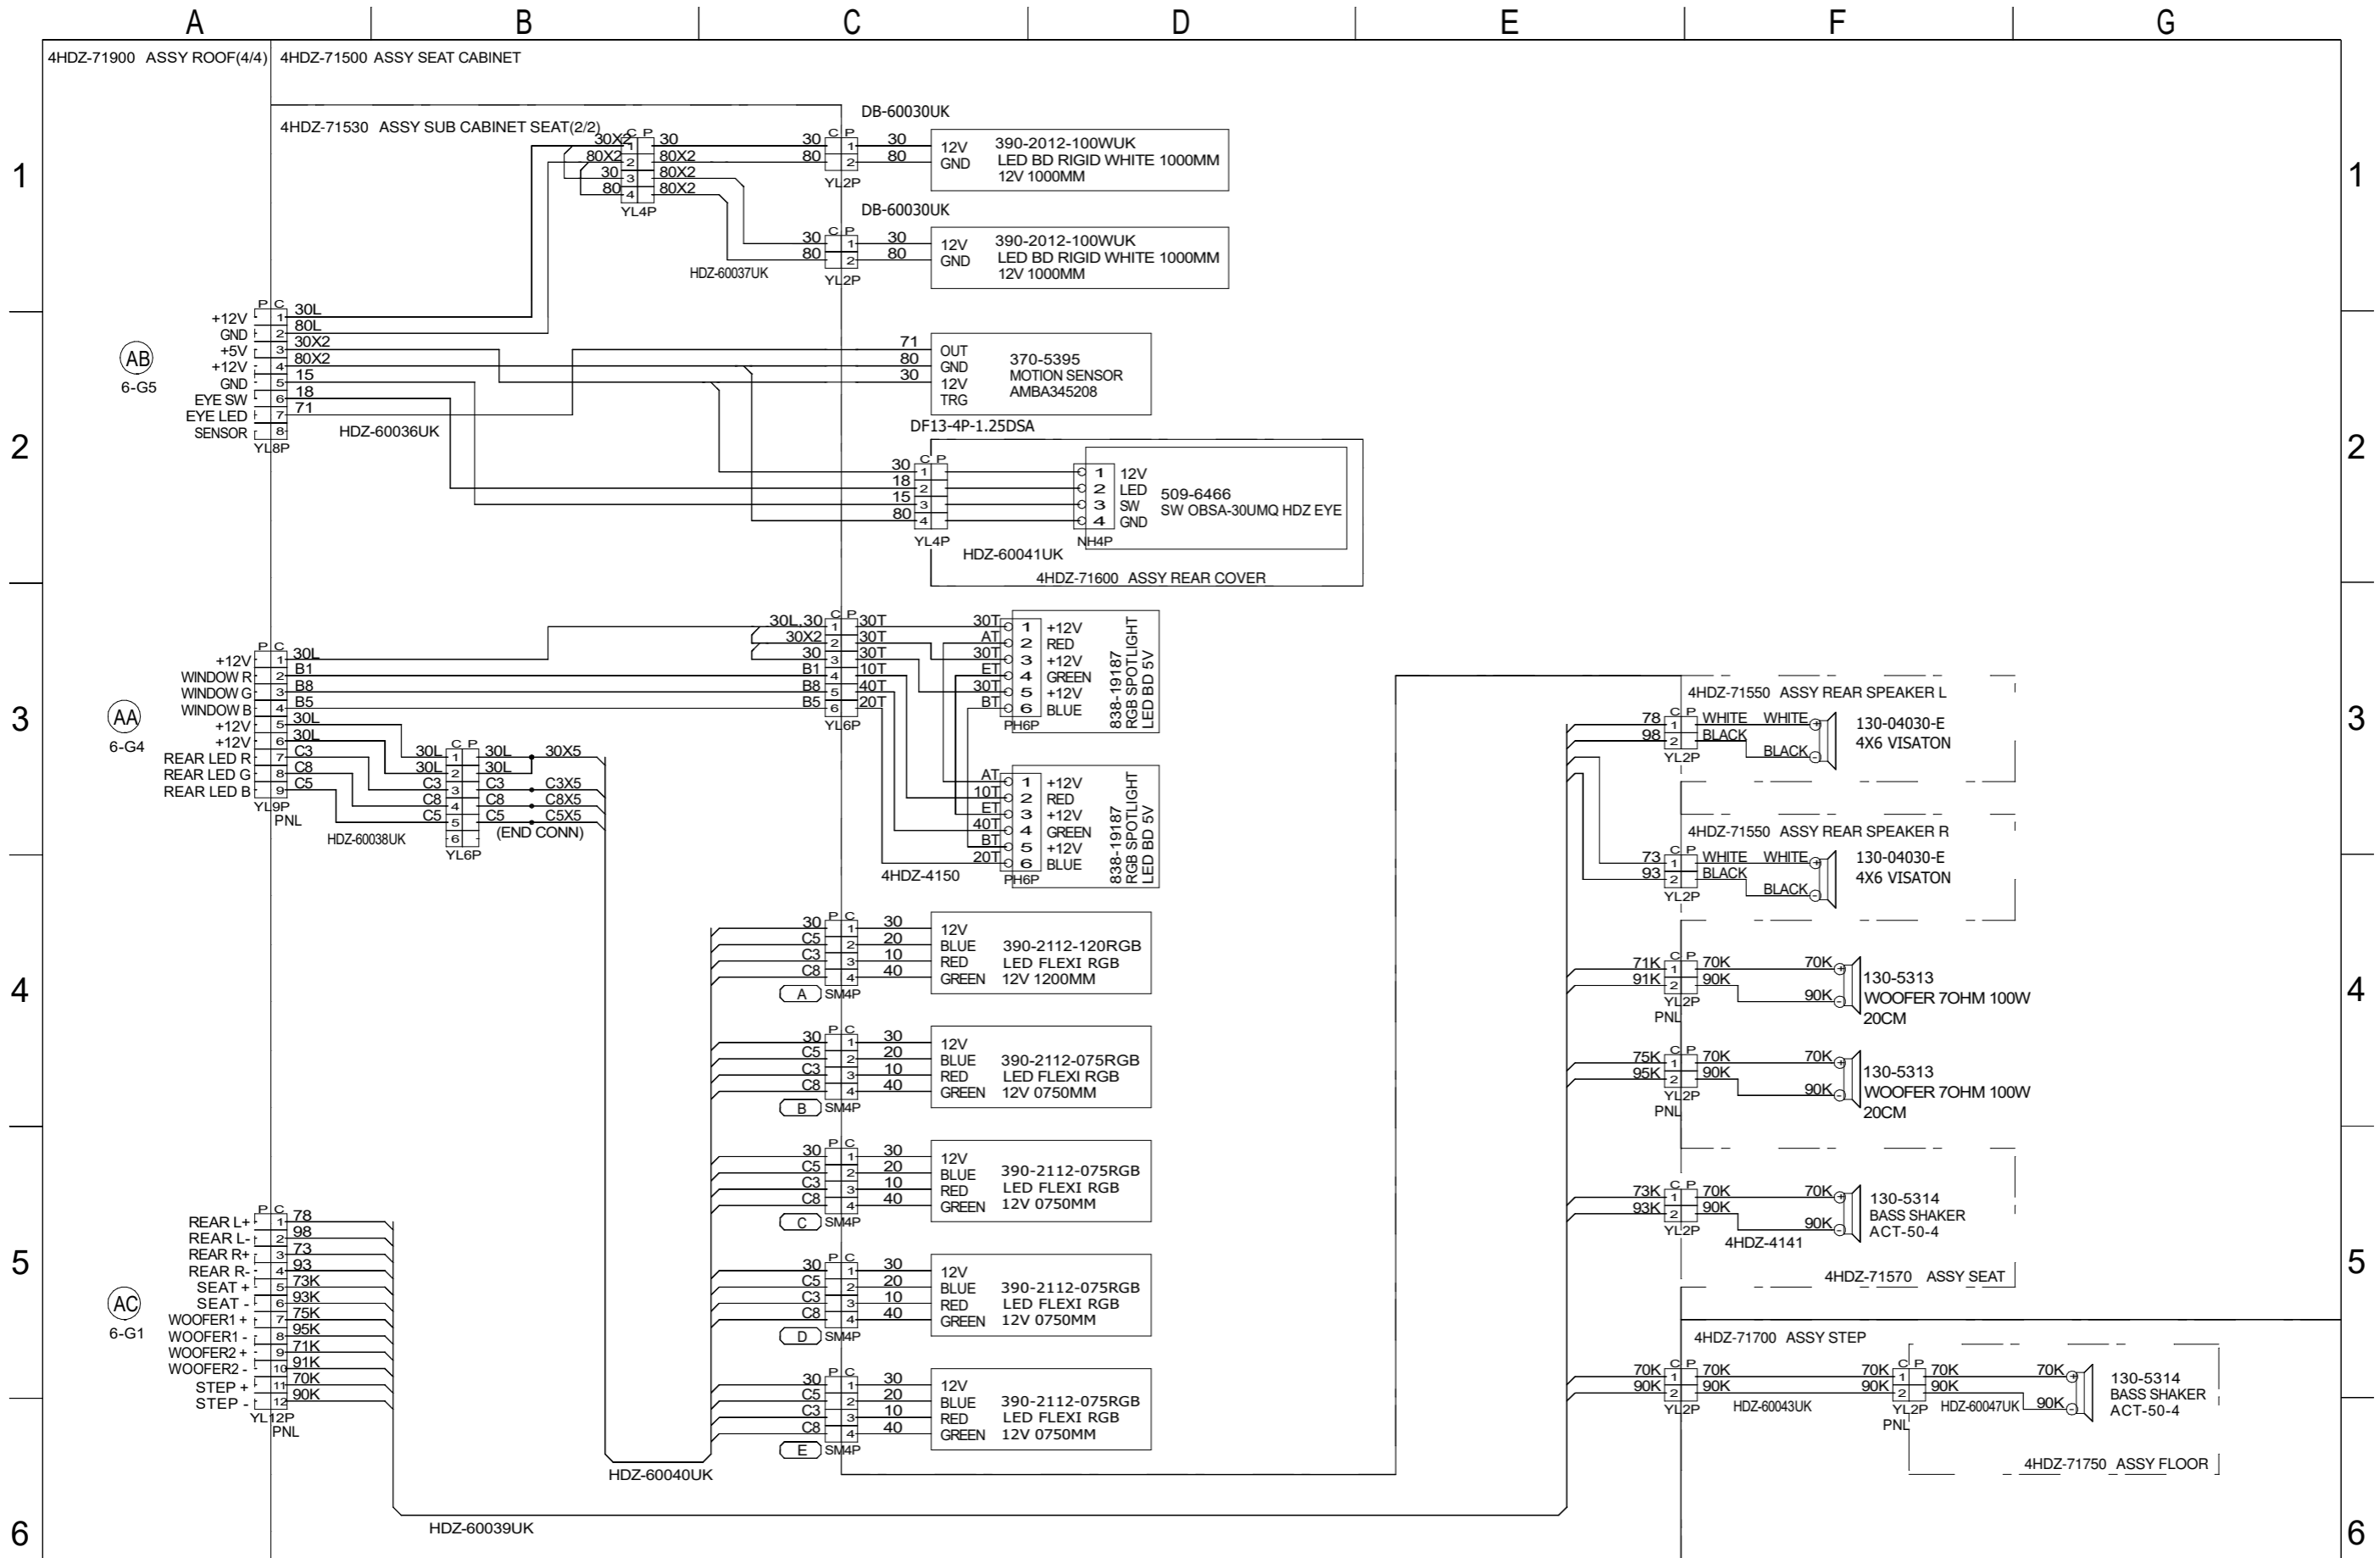 A B C D E F G
4HDZ-71900 ASSY ROOF(4/4)
4HDZ-71500 ASSY SEAT CABINET
4HDZ-71530 ASSY SUB CABINET SEAT(2/2)
1
1
C P
30X2 1 30
80X2 2 80X2
30 3 80X2
80 4 80X2
YL4P
DB-60030UK
C P
30 1 30 12V
80 2 80 GND
YL2P
390-2012-100WUK
LED BD RIGID WHITE 1000MM
12V 1000MM
DB-60030UK
C P
30 1 30 12V
80 2 80 GND
YL2P
390-2012-100WUK
LED BD RIGID WHITE 1000MM
12V 1000MM
HDZ-60037UK
2
2
AB
6-G5
P C
+12V 1 30L
GND 2 80L
+5V 3 30X2
+12V 4 80X2
GND 5 15
EYE SW 6 18
EYE LED 7 71
SENSOR 8
YL8P
HDZ-60036UK
71 OUT
80 GND
30 12V
TRG
370-5395
MOTION SENSOR
AMBA345208
DF13-4P-1.25DSA
C P
30 1
18 2
15 3
80 4
YL4P
1 12V
2 LED
3 SW
4 GND
NH4P
509-6466
SW OBSA-30UMQ HDZ EYE
HDZ-60041UK
4HDZ-71600 ASSY REAR COVER
3
3
AA
6-G4
P C
+12V 1 30L
WINDOW R 2 B1
WINDOW G 3 B8
WINDOW B 4 B5
+12V 5 30L
+12V 6 30L
REAR LED R 7 C3
REAR LED G 8 C8
REAR LED B 9 C5
YL9P
PNL
HDZ-60038UK
C P
30L 1 30L 30X5
30L 2 30L
C3 3 C3 C3X5
C8 4 C8 C8X5
C5 5 C5 C5X5
6 (END CONN)
YL6P
C P
30L,30 1 30T
30X2 2 30T
30 3 30T
B1 4 10T
B8 5 40T
B5 6 20T
YL6P
30T 1 +12V
AT 2 RED
30T 3 +12V
ET 4 GREEN
30T 5 +12V
BT 6 BLUE
PH6P
838-19187
RGB SPOTLIGHT
LED BD 5V
AT 1 +12V
10T 2 RED
ET 3 +12V
40T 4 GREEN
BT 5 +12V
20T 6 BLUE
PH6P
838-19187
RGB SPOTLIGHT
LED BD 5V
4HDZ-4150
4HDZ-71550 ASSY REAR SPEAKER L
C P
78 1 WHITE WHITE +
98 2 BLACK BLACK -
YL2P
130-04030-E
4X6 VISATON
4HDZ-71550 ASSY REAR SPEAKER R
C P
73 1 WHITE WHITE +
93 2 BLACK BLACK -
YL2P
130-04030-E
4X6 VISATON
4
4
P C
30 1 30 12V
C5 2 20 BLUE
C3 3 10 RED
C8 4 40 GREEN
A SM4P
390-2112-120RGB
LED FLEXI RGB
12V 1200MM
P C
30 1 30 12V
C5 2 20 BLUE
C3 3 10 RED
C8 4 40 GREEN
B SM4P
390-2112-075RGB
LED FLEXI RGB
12V 0750MM
C P
71K 1 70K 70K +
91K 2 90K 90K -
YL2P
PNL
130-5313
WOOFER 7OHM 100W
20CM
C P
75K 1 70K 70K +
95K 2 90K 90K -
YL2P
PNL
130-5313
WOOFER 7OHM 100W
20CM
5
5
P C
30 1 30 12V
C5 2 20 BLUE
C3 3 10 RED
C8 4 40 GREEN
C SM4P
390-2112-075RGB
LED FLEXI RGB
12V 0750MM
P C
30 1 30 12V
C5 2 20 BLUE
C3 3 10 RED
C8 4 40 GREEN
D SM4P
390-2112-075RGB
LED FLEXI RGB
12V 0750MM
P C
30 1 30 12V
C5 2 20 BLUE
C3 3 10 RED
C8 4 40 GREEN
E SM4P
390-2112-075RGB
LED FLEXI RGB
12V 0750MM
HDZ-60040UK
AC
6-G1
P C
REAR L+ 1 78
REAR L- 2 98
REAR R+ 3 73
REAR R- 4 93
SEAT + 5 73K
SEAT - 6 93K
WOOFER1 + 7 75K
WOOFER1 - 8 95K
WOOFER2 + 9 71K
WOOFER2 - 10 91K
STEP + 11 70K
STEP - 12 90K
YL12P
PNL
C P
73K 1 70K 70K +
93K 2 90K 90K -
YL2P
4HDZ-4141
130-5314
BASS SHAKER
ACT-50-4
4HDZ-71570 ASSY SEAT
4HDZ-71700 ASSY STEP
C P
70K 1 70K
90K 2 90K
YL2P
HDZ-60043UK
C P
70K 1 70K 70K +
90K 2 90K 90K -
YL2P
PNL
HDZ-60047UK
130-5314
BASS SHAKER
ACT-50-4
4HDZ-71750 ASSY FLOOR
6
6
HDZ-60039UK